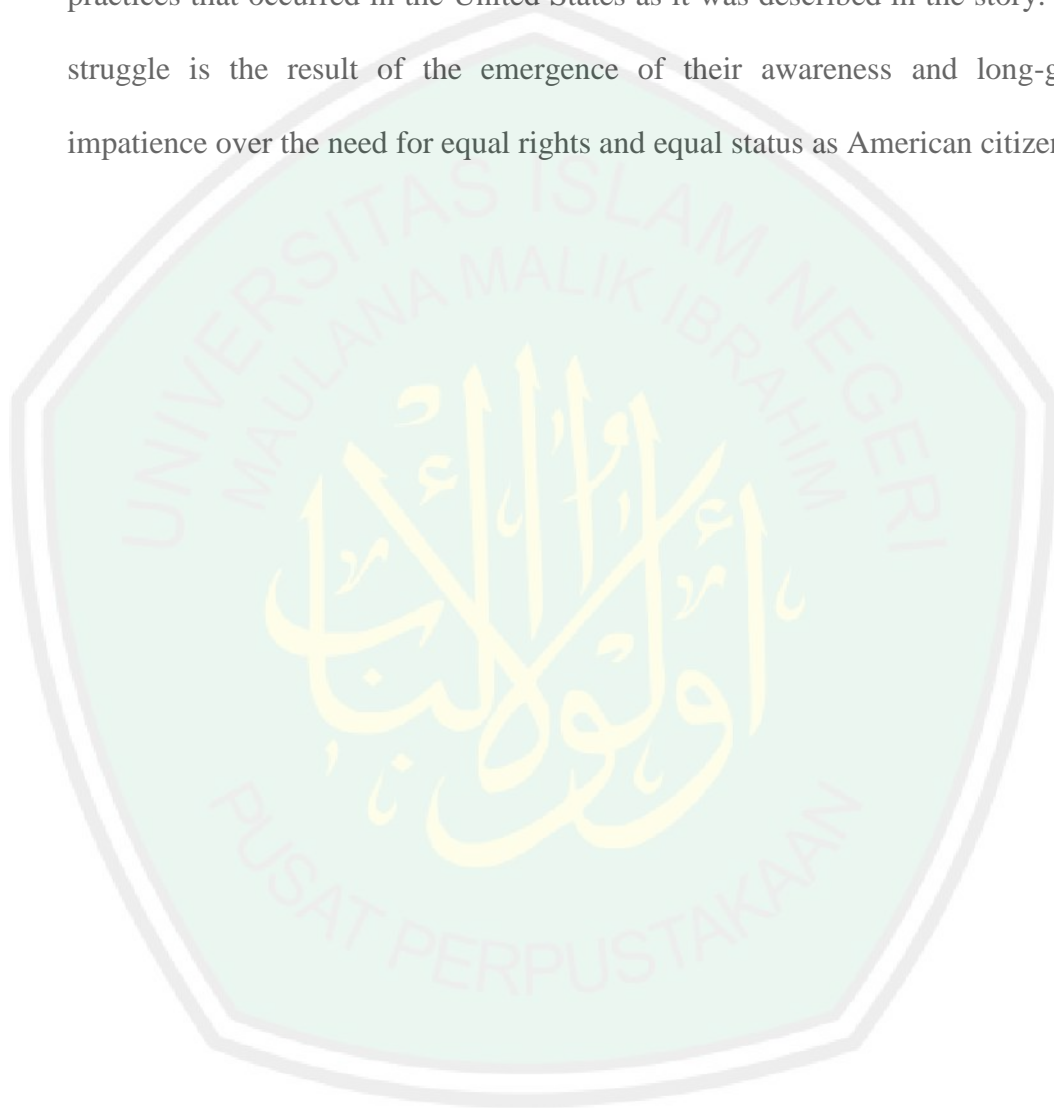 practices that occurred in the United States as it was described in the story.
struggle is the result of the emergence of their awareness and
impatience over the need for equal rights and equal status as American
UNIVERSITAS ISLAM NEGERI
MAULANA MALIK IBRAHIM
أولوا الألباب
PUSAT PERPUSTAKAAN